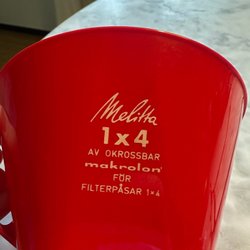 Melitta
1x4
AV OKROSSBAR
makrolon
FÖR
FILTERPÅSAR 1x4